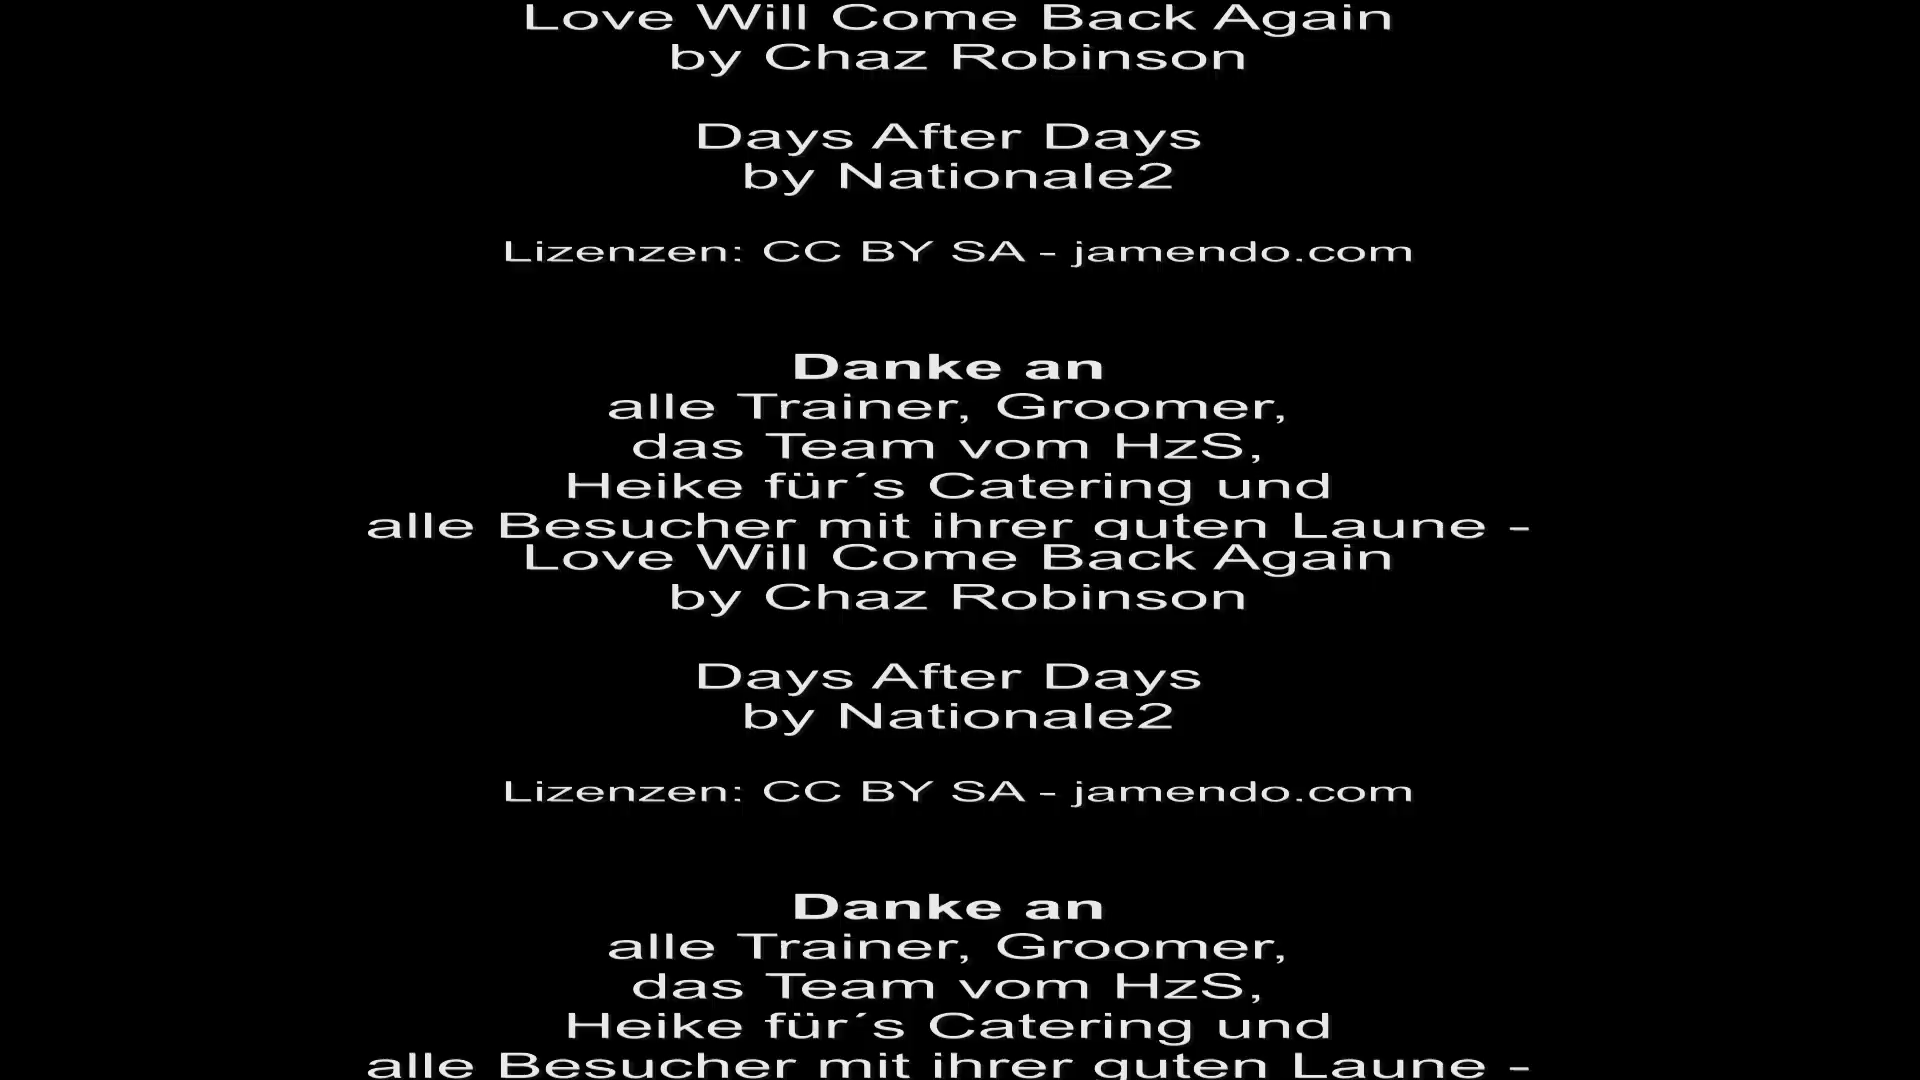 Love Will Come Back Again
by Chaz Robinson
Days After Days
by Nationale2
Lizenzen: CC BY SA - jamendo.com
Danke an
alle Trainer, Groomer,
das Team vom HzS,
Heike für´s Catering und
alle Besucher mit ihrer guten Laune -
Love Will Come Back Again
by Chaz Robinson
Days After Days
by Nationale2
Lizenzen: CC BY SA - jamendo.com
Danke an
alle Trainer, Groomer,
das Team vom HzS,
Heike für´s Catering und
alle Besucher mit ihrer guten Laune -